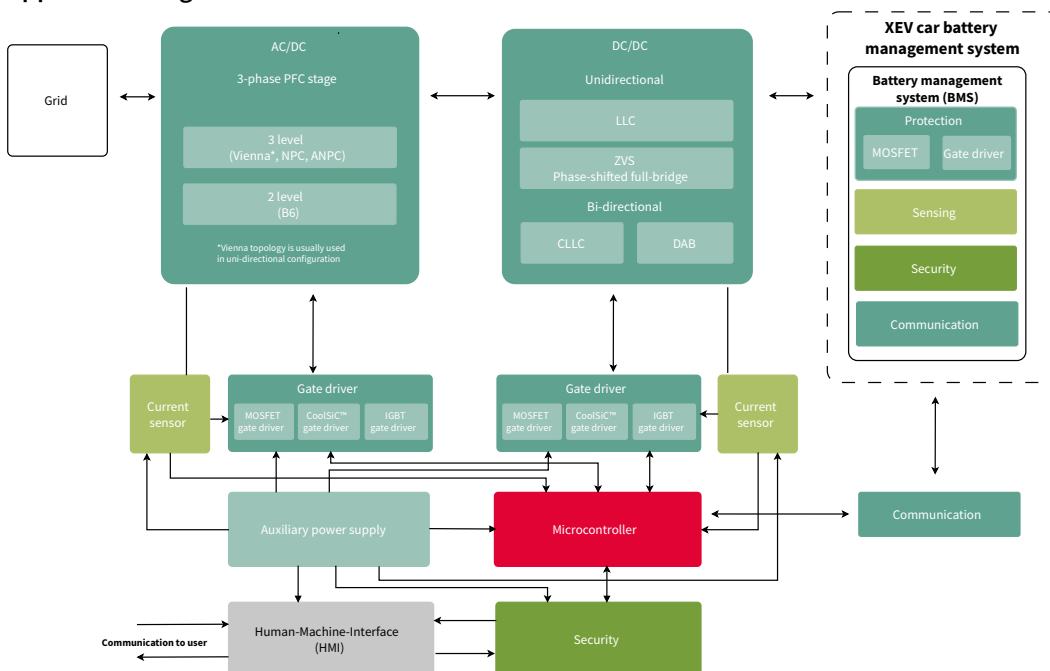 Grid
AC/DC
3-phase PFC stage
3 level
(Vienna*, NPC, ANPC)
2 level
(B6)
*Vienna topology is usually used
in uni-directional configuration
DC/DC
Unidirectional
LLC
ZVS
Phase-shifted full-bridge
Bi-directional
CLLC
DAB
XEV car battery
management system
Battery management
system (BMS)
Protection
MOSFET
Gate driver
Sensing
Security
Communication
Current
sensor
Gate driver
MOSFET
gate driver
CoolSiC™
gate driver
IGBT
gate driver
Gate driver
MOSFET
gate driver
CoolSiC™
gate driver
IGBT
gate driver
Current
sensor
Auxiliary power supply
Microcontroller
Communication
Communication to user
Human-Machine-Interface
(HMI)
Security